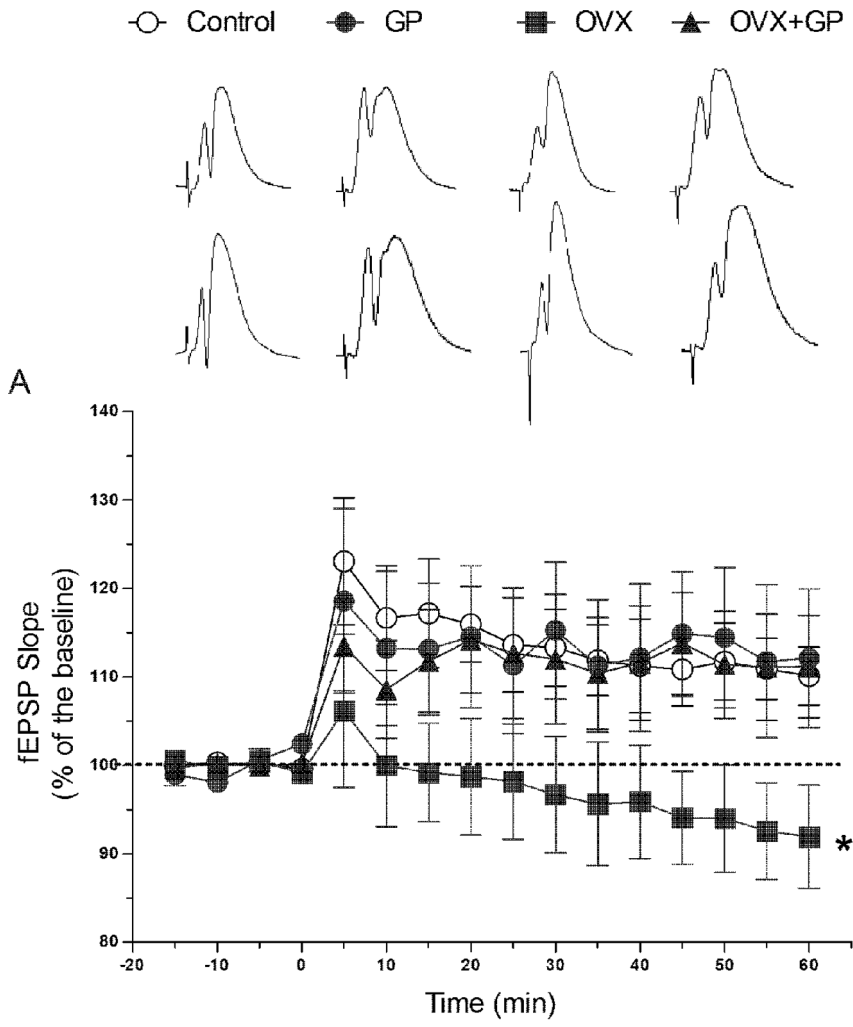 Control GP OVX OVX+GP
A
140
130
120
110
100
90
80
fEPSP Slope
(% of the baseline)
*
-20 -10 0 10 20 30 40 50 60
Time (min)